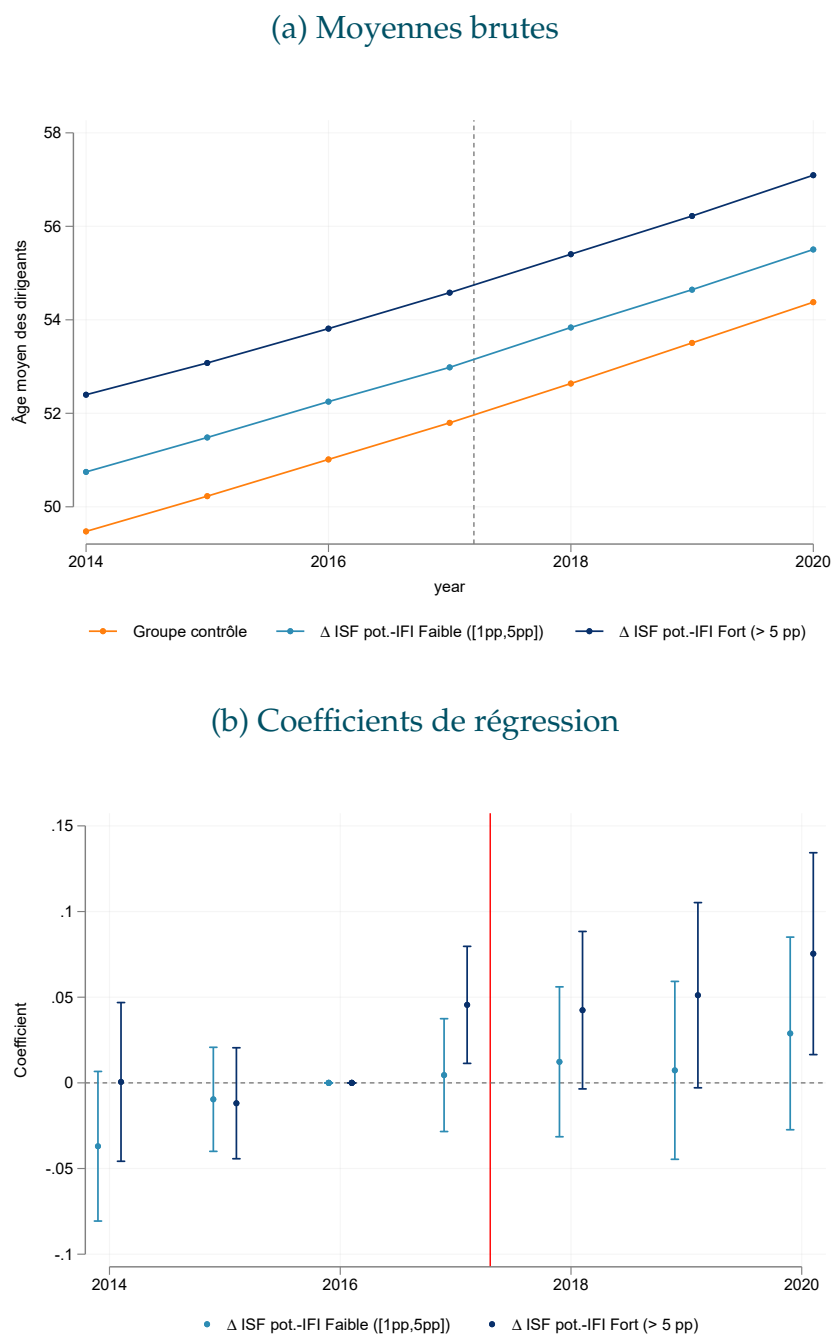 (a) Moyennes brutes
58
56
54
52
50
Âge moyen des dirigeants
2014
2016
2018
2020
year
Groupe contrôle
Δ ISF pot.-IFI Faible ([1pp,5pp])
Δ ISF pot.-IFI Fort (> 5 pp)
(b) Coefficients de régression
.15
.1
.05
0
-.05
-.1
Coefficient
2014
2016
2018
2020
Δ ISF pot.-IFI Faible ([1pp,5pp])
Δ ISF pot.-IFI Fort (> 5 pp)